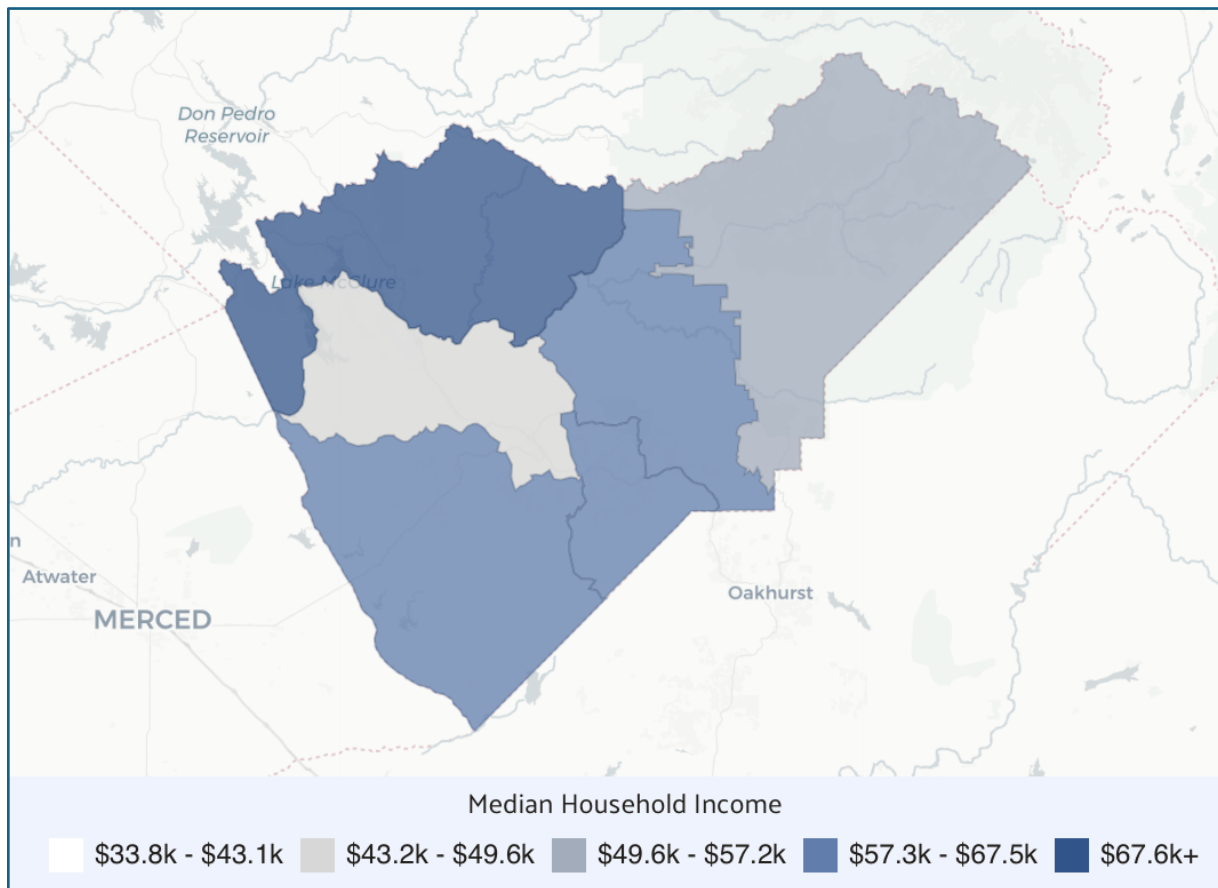 Don Pedro
Reservoir
Lake McClure
n
Atwater
MERCED
Oakhurst
Median Household Income
$33.8k - $43.1k
$43.2k - $49.6k
$49.6k - $57.2k
$57.3k - $67.5k
$67.6k+